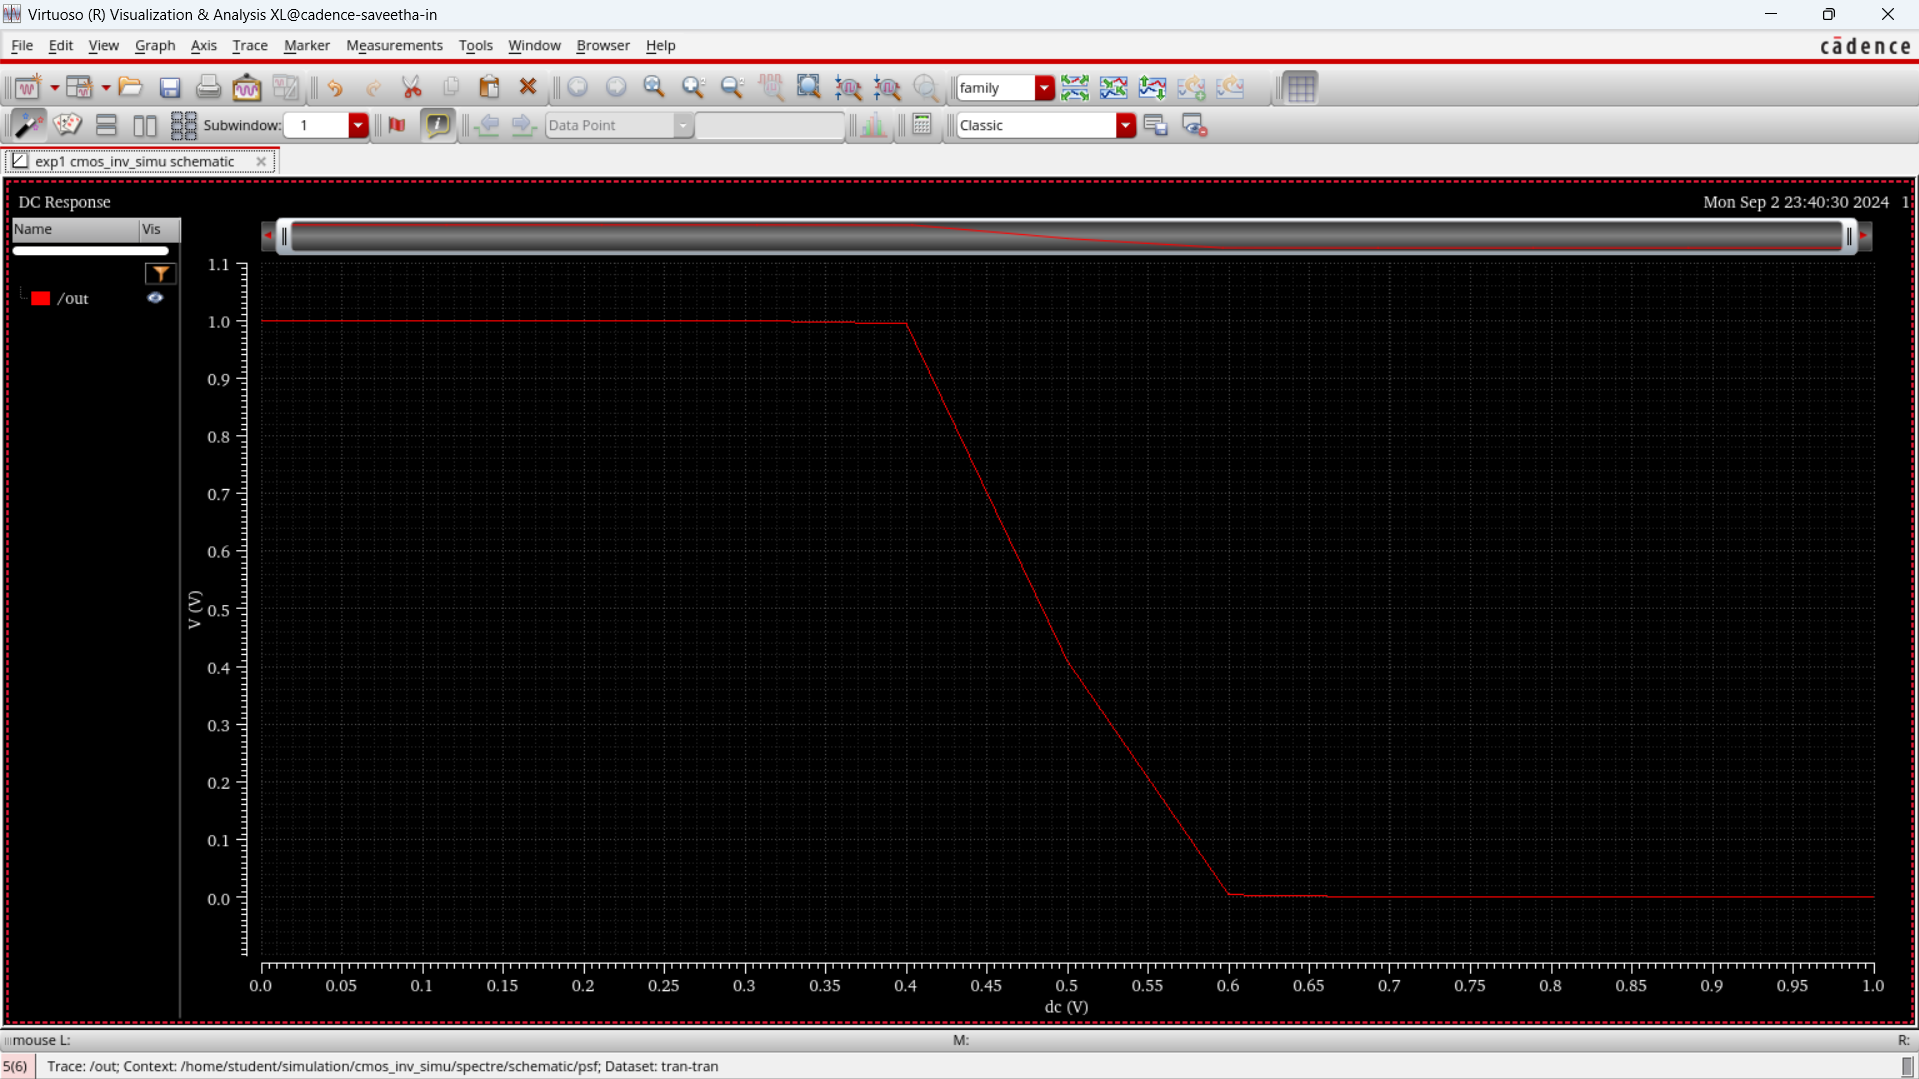 Virtuoso (R) Visualization & Analysis XL@cadence-saveetha-in
File Edit View Graph Axis Trace Marker Measurements Tools Window Browser Help
cādence
family
Subwindow: 1
Data Point
Classic
exp1 cmos_inv_simu schematic
DC Response
Mon Sep 2 23:40:30 2024 1
Name Vis
/out
1.1
1.0
0.9
0.8
0.7
0.6
0.5
0.4
0.3
0.2
0.1
0.0
V (V)
0.0 0.05 0.1 0.15 0.2 0.25 0.3 0.35 0.4 0.45 0.5 0.55 0.6 0.65 0.7 0.75 0.8 0.85 0.9 0.95 1.0
dc (V)
mouse L: M: R:
5(6) Trace: /out; Context: /home/student/simulation/cmos_inv_simu/spectre/schematic/psf; Dataset: tran-tran